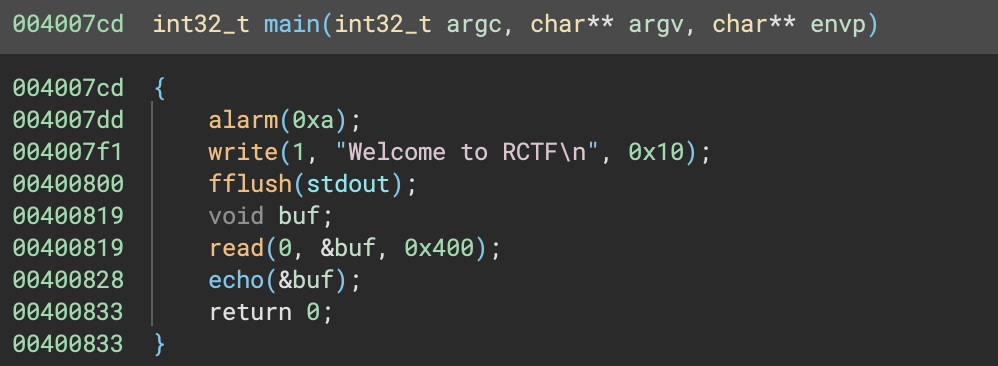 004007cd int32_t main(int32_t argc, char** argv, char** envp)
004007cd {
004007dd alarm(0xa);
004007f1 write(1, "Welcome to RCTF\n", 0x10);
00400800 fflush(stdout);
00400819 void buf;
00400819 read(0, &buf, 0x400);
00400828 echo(&buf);
00400833 return 0;
00400833 }